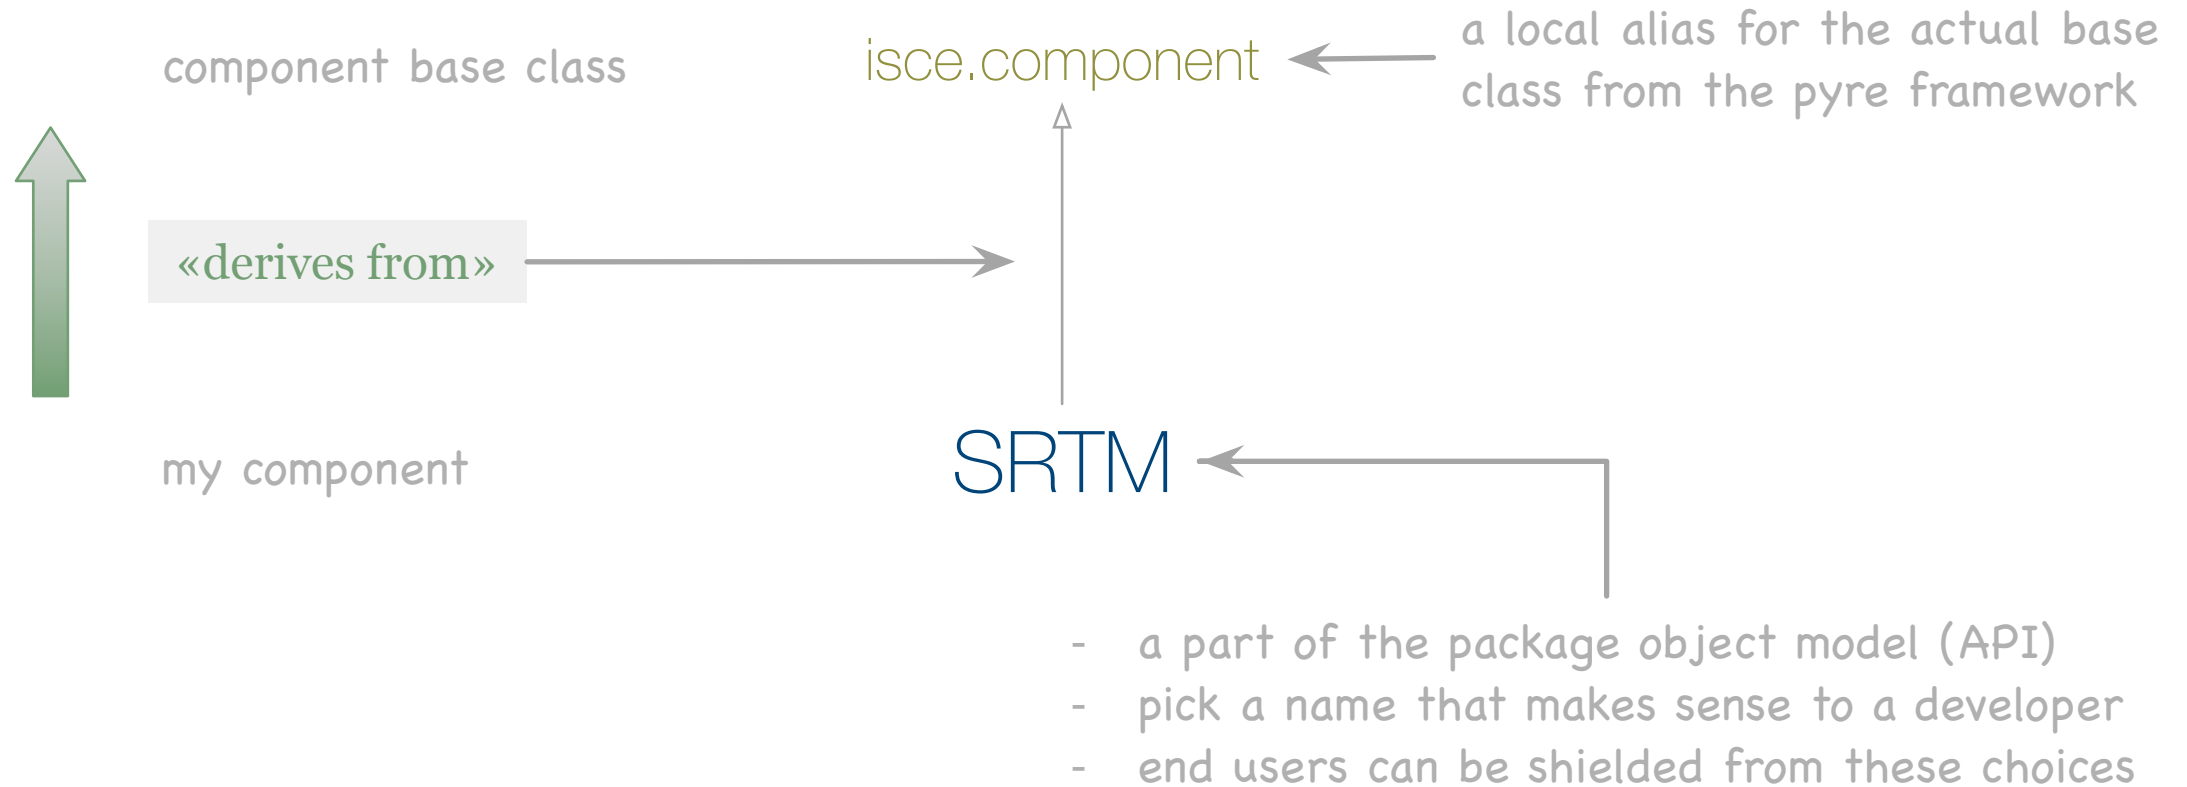 component base class
isce.component
a local alias for the actual base
class from the pyre framework
«derives from»
my component
SRTM
- a part of the package object model (API)
- pick a name that makes sense to a developer
- end users can be shielded from these choices